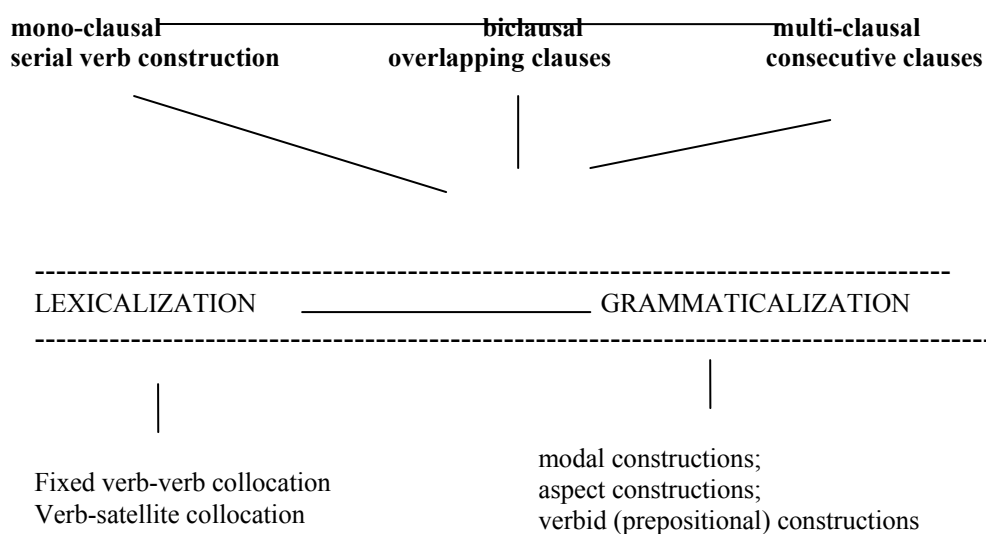 mono-clausal biclausal multi-clausal
serial verb construction overlapping clauses consecutive clauses
LEXICALIZATION GRAMMATICALIZATION
Fixed verb-verb collocation
Verb-satellite collocation
modal constructions;
aspect constructions;
verbid (prepositional) constructions